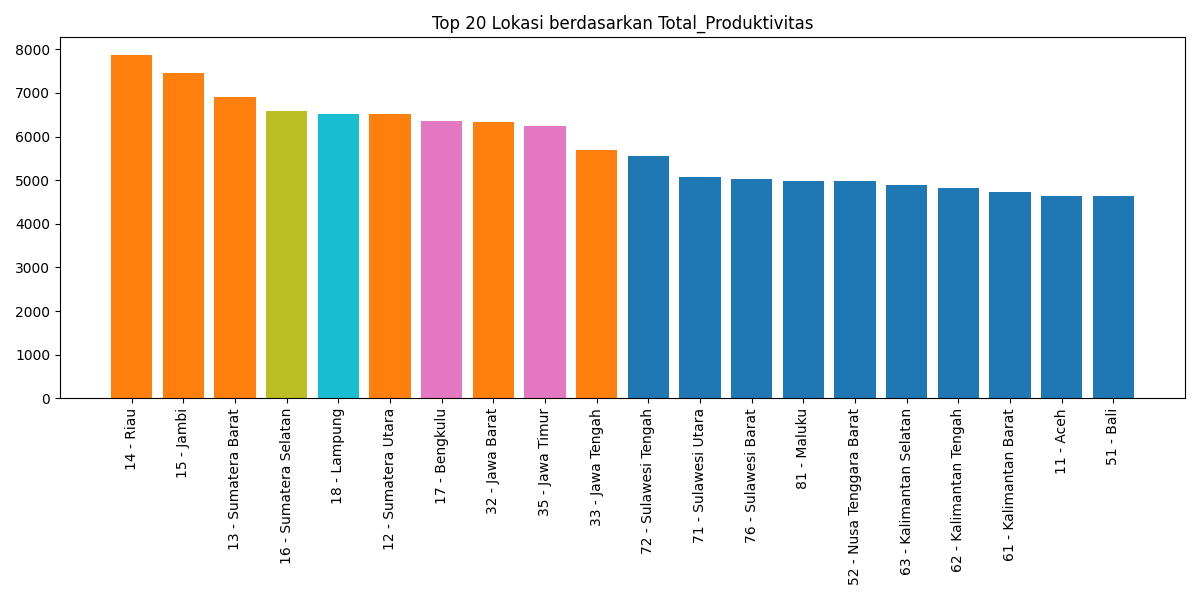 Top 20 Lokasi berdasarkan Total_Produktivitas
8000
7000
6000
5000
4000
3000
2000
1000
0
14 - Riau
15 - Jambi
13 - Sumatera Barat
16 - Sumatera Selatan
18 - Lampung
12 - Sumatera Utara
17 - Bengkulu
32 - Jawa Barat
35 - Jawa Timur
33 - Jawa Tengah
72 - Sulawesi Tengah
71 - Sulawesi Utara
76 - Sulawesi Barat
81 - Maluku
52 - Nusa Tenggara Barat
63 - Kalimantan Selatan
62 - Kalimantan Tengah
61 - Kalimantan Barat
11 - Aceh
51 - Bali